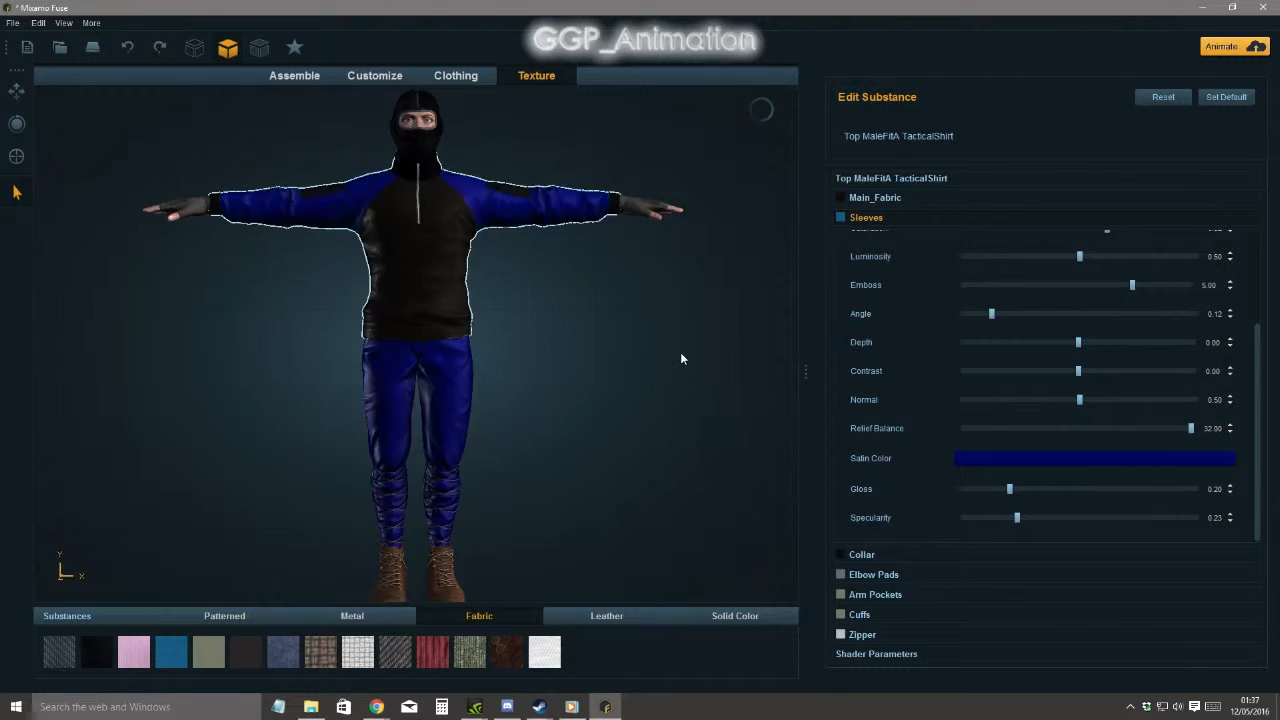 * Mixamo Fuse
File Edit View More
GGP_Animation
Animate
Assemble Customize Clothing Texture
Edit Substance
Reset Set Default
Top MaleFitA TacticalShirt
Top MaleFitA TacticalShirt
Main_Fabric
Sleeves
Luminosity 0.50
Emboss 5.00
Angle 0.12
Depth 0.00
Contrast 0.00
Normal 0.50
Relief Balance 32.00
Satin Color
Gloss 0.20
Specularity 0.23
Collar
Elbow Pads
Arm Pockets
Cuffs
Zipper
Shader Parameters
Y
X
Substances Patterned Metal Fabric Leather Solid Color
Search the web and Windows
01:37
12/05/2016